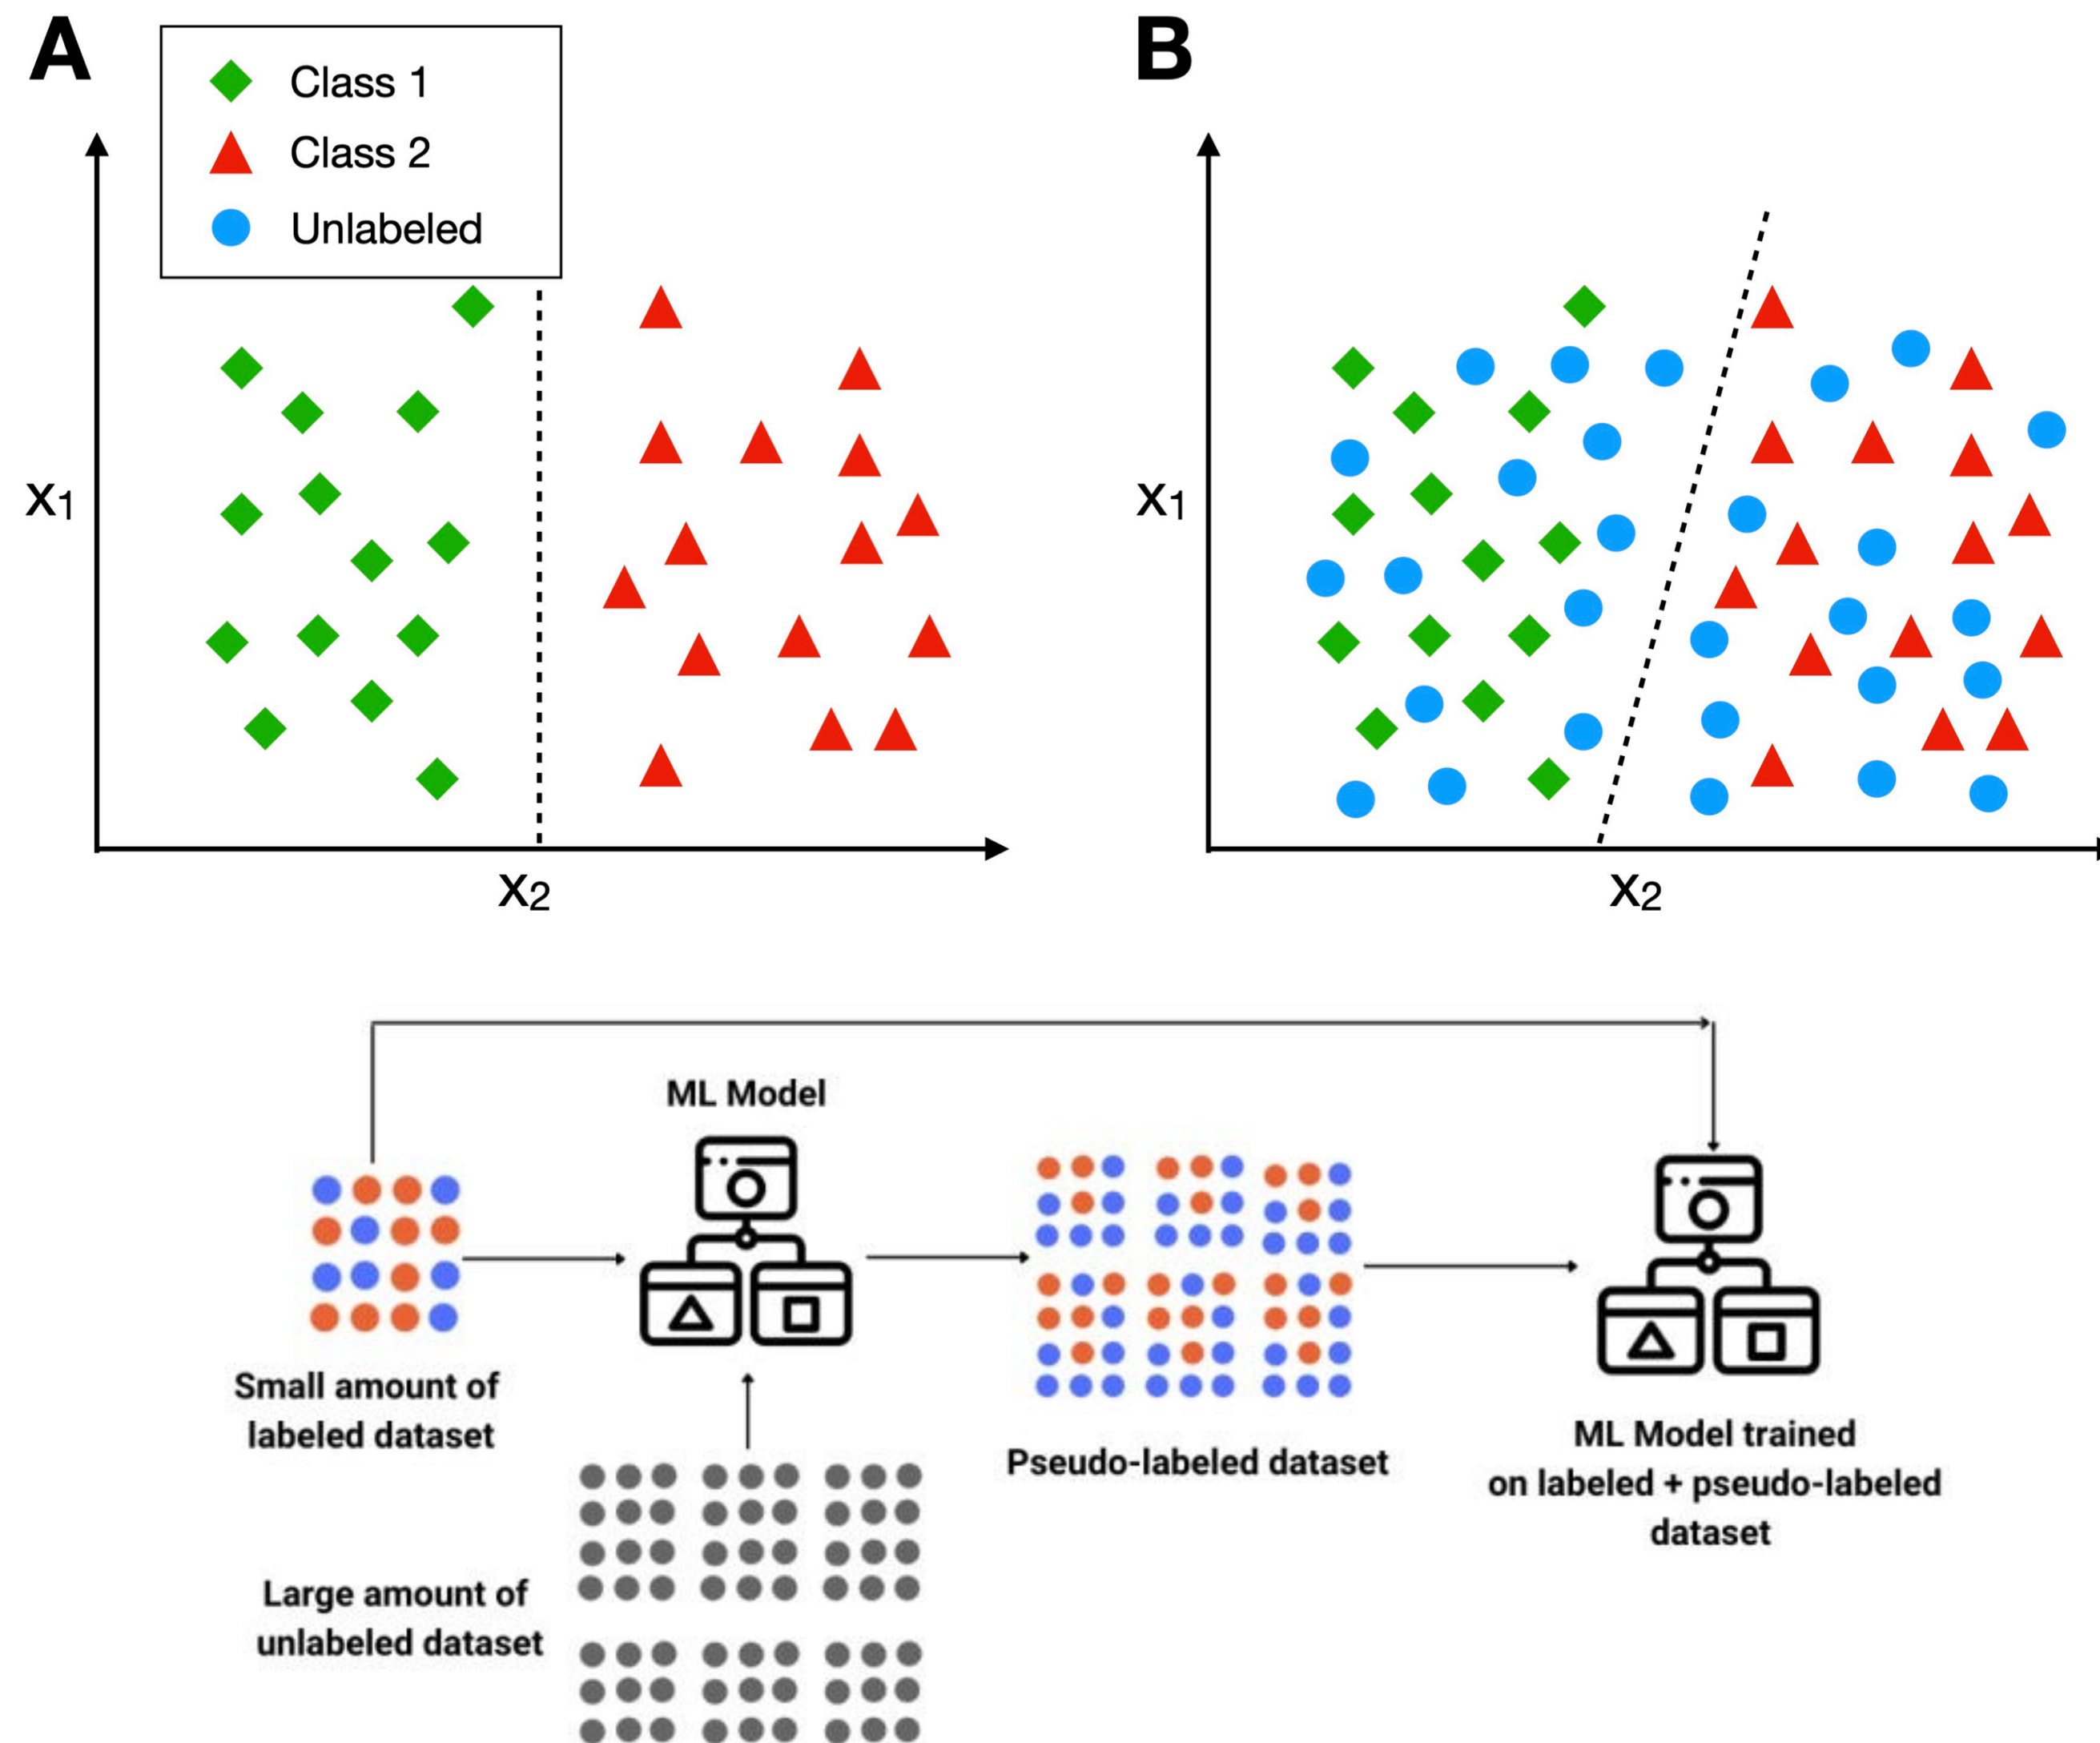 A
Class 1
Class 2
Unlabeled
x1
x2
B
x1
x2
ML Model
Small amount of
labeled dataset
Large amount of
unlabeled dataset
Pseudo-labeled dataset
ML Model trained
on labeled + pseudo-labeled
dataset